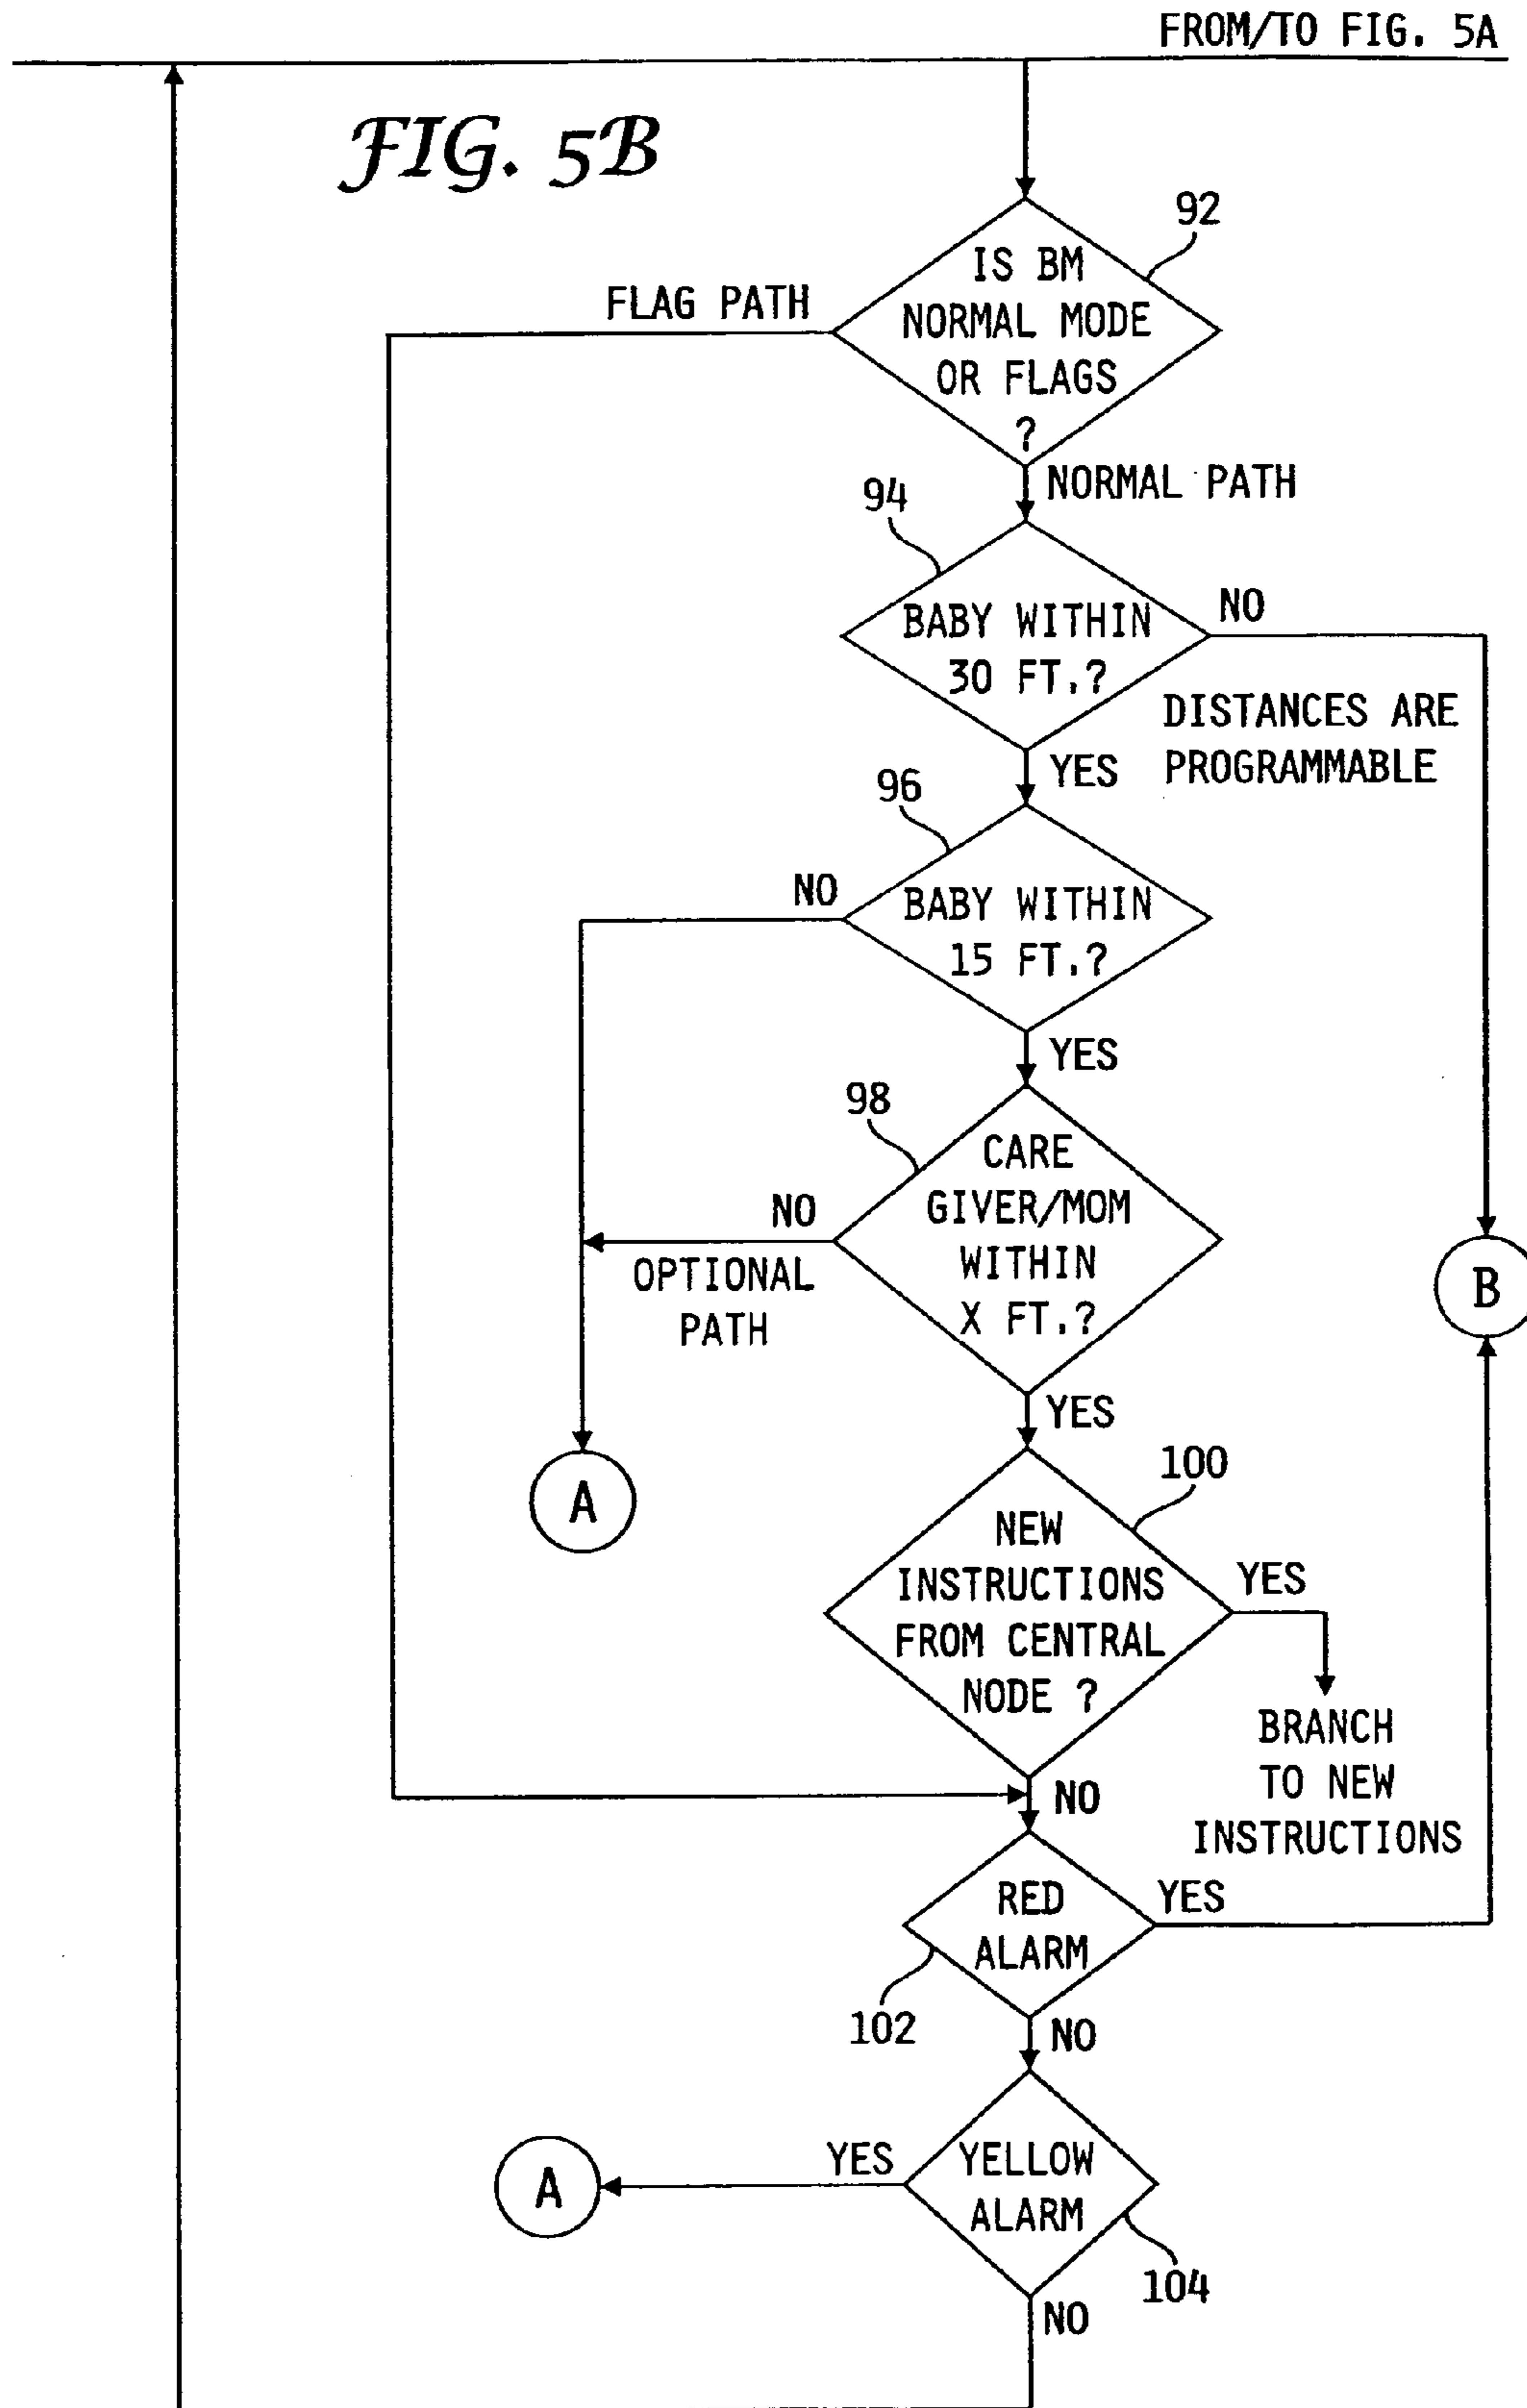 FROM/TO FIG. 5A
FIG. 5B
92
IS BM
NORMAL MODE
OR FLAGS
?
FLAG PATH
NORMAL PATH
94
BABY WITHIN
30 FT.?
NO
DISTANCES ARE
PROGRAMMABLE
YES
96
NO
BABY WITHIN
15 FT.?
YES
98
CARE
GIVER/MOM
WITHIN
X FT.?
NO
OPTIONAL
PATH
B
YES
A
100
NEW
INSTRUCTIONS
FROM CENTRAL
NODE ?
YES
BRANCH
TO NEW
INSTRUCTIONS
NO
RED
ALARM
YES
102
NO
A
YES
YELLOW
ALARM
104
NO